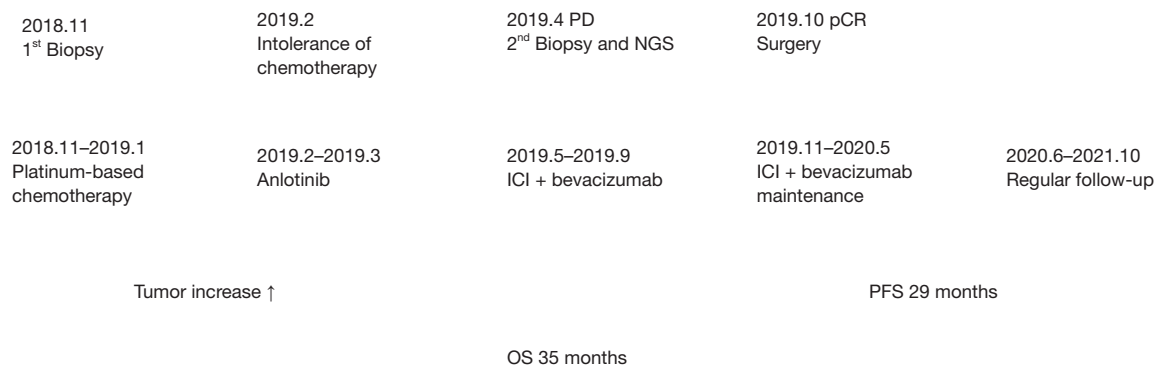 2018.11
1st Biopsy
2019.2
Intolerance of
chemotherapy
2019.4 PD
2nd Biopsy and NGS
2019.10 pCR
Surgery
2018.11–2019.1
Platinum-based
chemotherapy
2019.2–2019.3
Anlotinib
2019.5–2019.9
ICI + bevacizumab
2019.11–2020.5
ICI + bevacizumab
maintenance
2020.6–2021.10
Regular follow-up
Tumor increase ↑
PFS 29 months
OS 35 months